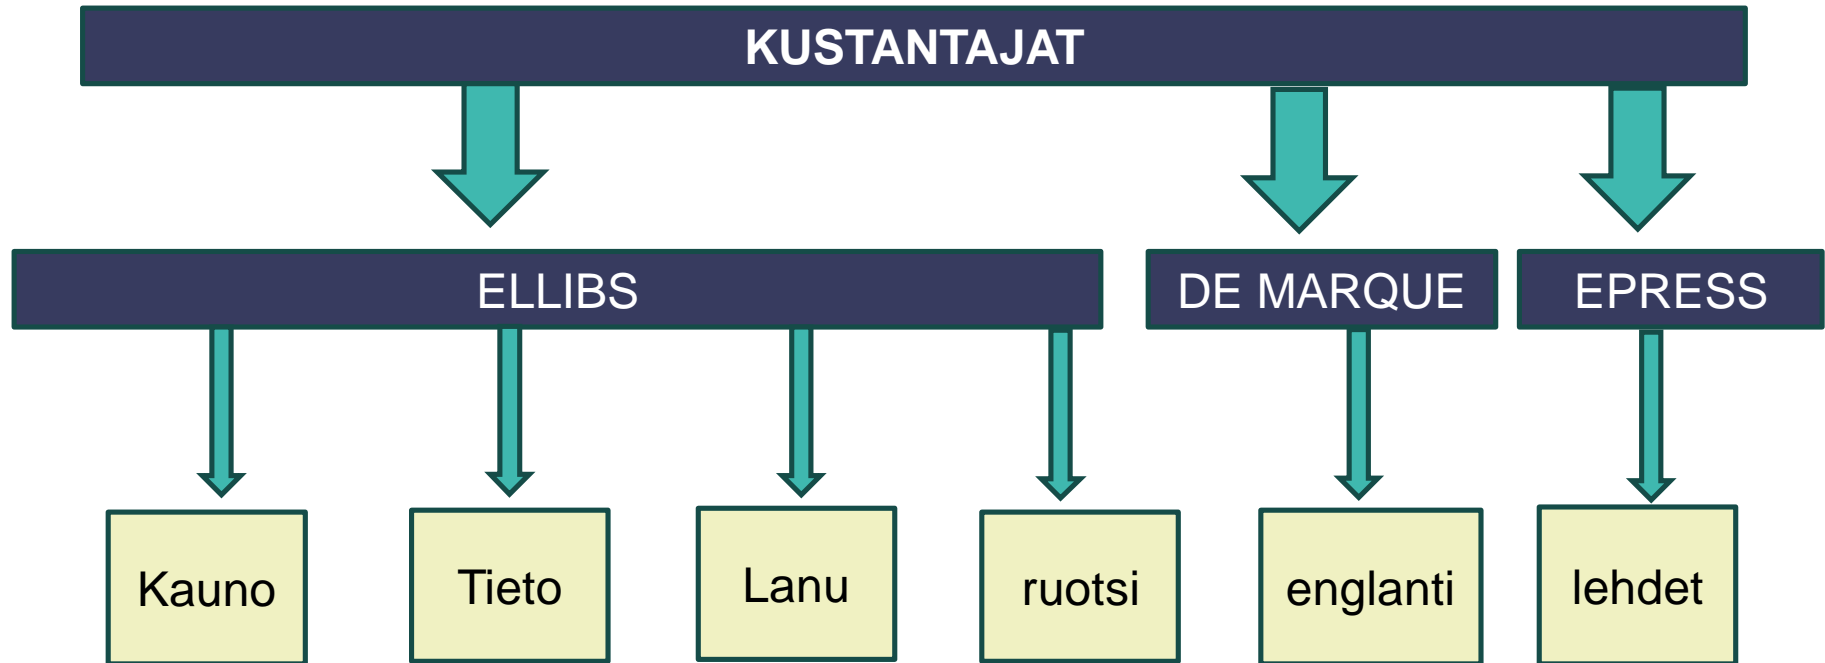 KUSTANTAJAT
ELLIBS
DE MARQUE
EPRESS
Kauno
Tieto
Lanu
ruotsi
englanti
lehdet